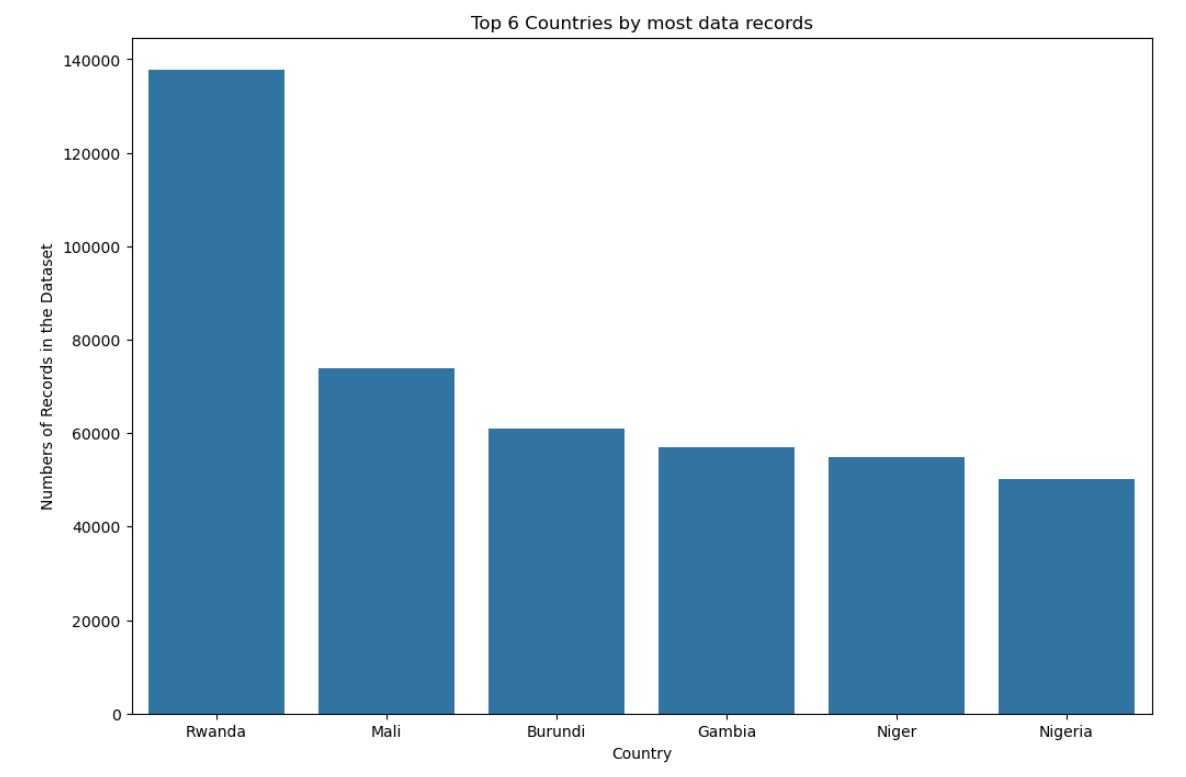 Top 6 Countries by most data records
Numbers of Records in the Dataset
140000
120000
100000
80000
60000
40000
20000
0
Rwanda Mali Burundi Gambia Niger Nigeria
Country